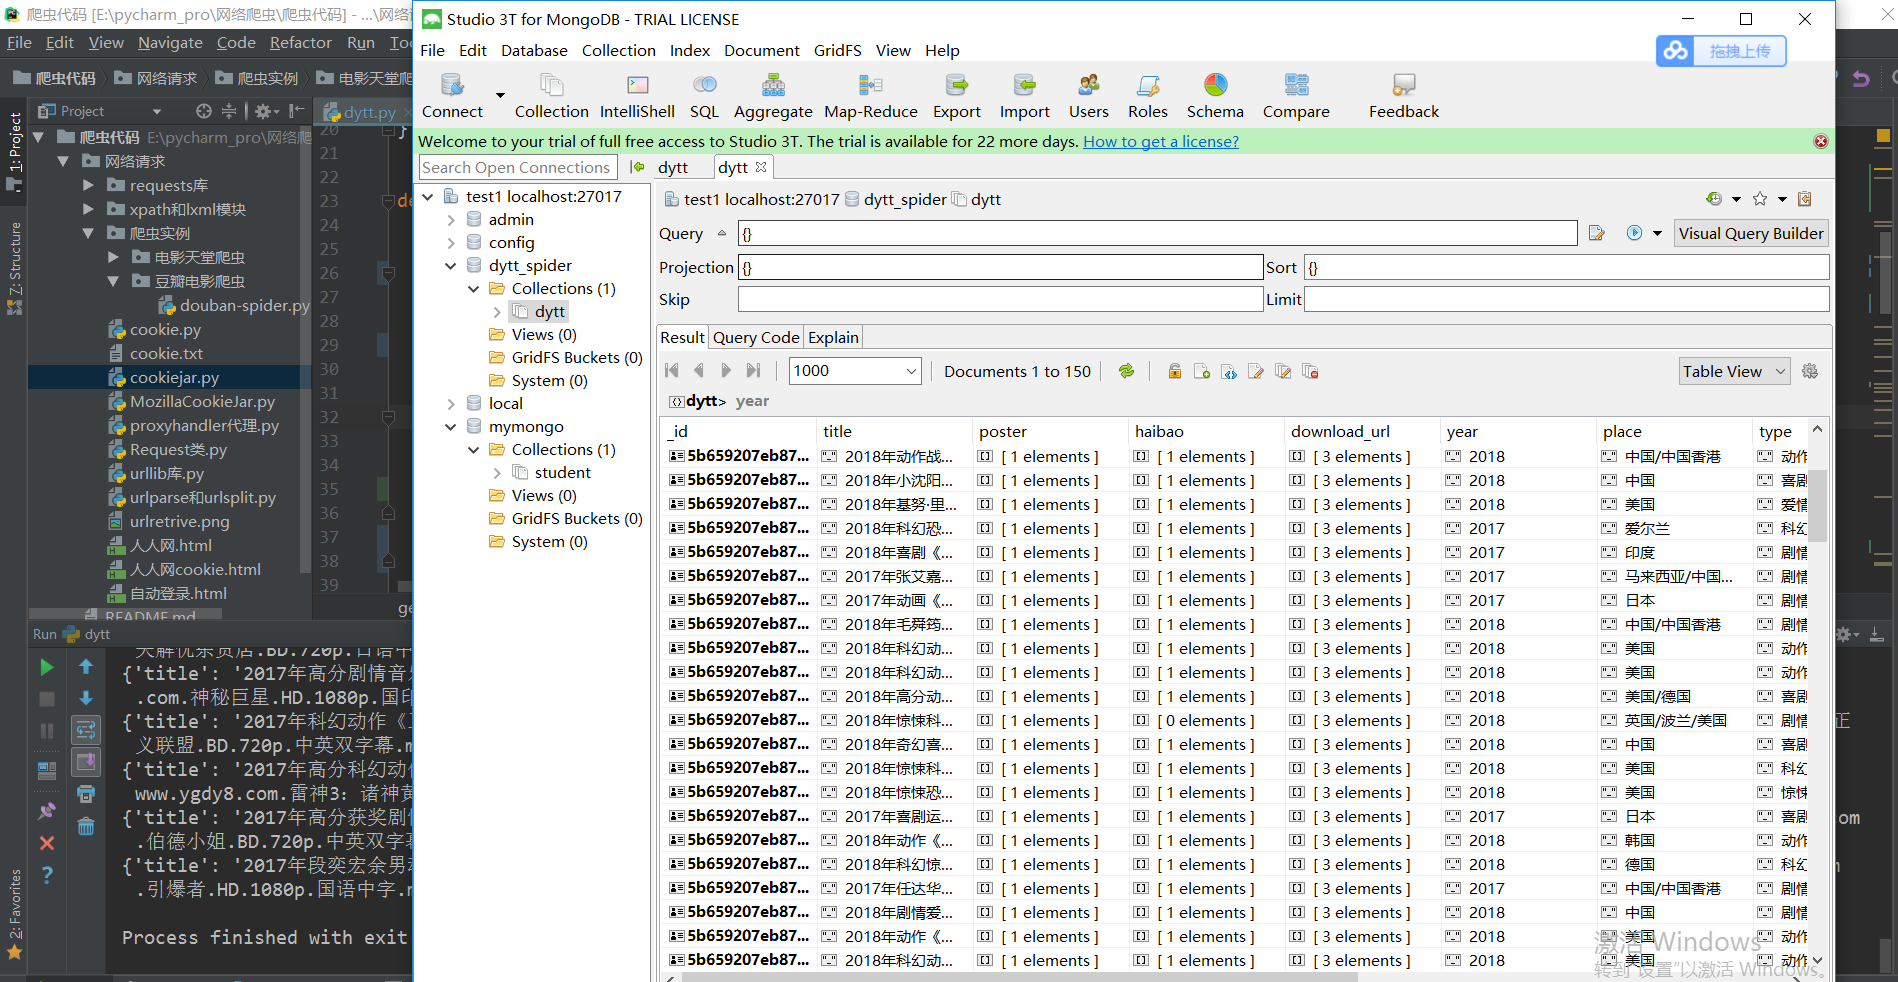 爬虫代码 [E:\pycharm_pro\网络爬虫\爬虫代码] - ...\网络
File Edit View Navigate Code Refactor Run
爬虫代码 网络请求 爬虫实例 电影天堂
Project
dytt.py
1: Project
Z: Structure
2: Favorites
爬虫代码 E:\pycharm_pro\网络爬
网络请求
requests库
xpath和lxml模块
爬虫实例
电影天堂爬虫
豆瓣电影爬虫
douban-spider.py
cookie.py
cookie.txt
cookiejar.py
MozillaCookieJar.py
proxyhandler代理.py
Request类.py
urllib库.py
urlparse和urlsplit.py
urlretrive.png
人人网.html
人人网cookie.html
自动登录.html
README.md
20 }
21
22
23 de
24
25
26
27
28
29
30
31
32
33
34
35
36
37
38
39
ge
Run dytt
{'title': '2017年高分剧情音
.com.神秘巨星.HD.1080p.国印
{'title': '2017年科幻动作《
义联盟.BD.720p.中英双字幕.m
{'title': '2017年高分科幻动
www.ygdy8.com.雷神3：诸神黄
{'title': '2017年高分获奖剧
.伯德小姐.BD.720p.中英双字幕
{'title': '2017年段奕宏余男
.引爆者.HD.1080p.国语中字.m
Process finished with exit
正
om
Studio 3T for MongoDB - TRIAL LICENSE
File Edit Database Collection Index Document GridFS View Help
拖拽上传
Connect Collection IntelliShell SQL Aggregate Map-Reduce Export Import Users Roles Schema Compare Feedback
Welcome to your trial of full free access to Studio 3T. The trial is available for 22 more days. How to get a license?
Search Open Connections
dytt dytt
test1 localhost:27017
admin
config
dytt_spider
Collections (1)
dytt
Views (0)
GridFS Buckets (0)
System (0)
local
mymongo
Collections (1)
student
Views (0)
GridFS Buckets (0)
System (0)
test1 localhost:27017 dytt_spider dytt
Query {} Visual Query Builder
Projection {} Sort {}
Skip Limit
Result Query Code Explain
1000 Documents 1 to 150 Table View
dytt> year
_id title poster haibao download_url year place type
5b659207eb87... 2018年动作战... [ 1 elements ] [ 1 elements ] [ 3 elements ] 2018 中国/中国香港 动作
5b659207eb87... 2018年小沈阳... [ 1 elements ] [ 1 elements ] [ 3 elements ] 2018 中国 喜剧
5b659207eb87... 2018年基努·里... [ 1 elements ] [ 1 elements ] [ 3 elements ] 2018 美国 爱情
5b659207eb87... 2018年科幻恐... [ 1 elements ] [ 1 elements ] [ 3 elements ] 2017 爱尔兰 科幻
5b659207eb87... 2018年喜剧《... [ 1 elements ] [ 1 elements ] [ 3 elements ] 2017 印度 剧情
5b659207eb87... 2017年张艾嘉... [ 1 elements ] [ 1 elements ] [ 3 elements ] 2017 马来西亚/中国... 剧情
5b659207eb87... 2017年动画《... [ 1 elements ] [ 1 elements ] [ 3 elements ] 2017 日本 剧情
5b659207eb87... 2018年毛舜筠... [ 1 elements ] [ 1 elements ] [ 3 elements ] 2018 中国/中国香港 剧情
5b659207eb87... 2018年科幻动... [ 1 elements ] [ 1 elements ] [ 3 elements ] 2018 美国 动作
5b659207eb87... 2018年科幻动... [ 1 elements ] [ 1 elements ] [ 3 elements ] 2018 美国 动作
5b659207eb87... 2018年高分动... [ 1 elements ] [ 1 elements ] [ 3 elements ] 2018 美国/德国 喜剧
5b659207eb87... 2018年惊悚科... [ 1 elements ] [ 0 elements ] [ 3 elements ] 2018 英国/波兰/美国 剧情
5b659207eb87... 2018年奇幻喜... [ 1 elements ] [ 1 elements ] [ 3 elements ] 2018 中国 喜剧
5b659207eb87... 2018年惊悚科... [ 1 elements ] [ 1 elements ] [ 3 elements ] 2018 美国 科幻
5b659207eb87... 2018年惊悚恐... [ 1 elements ] [ 1 elements ] [ 3 elements ] 2018 美国 惊悚
5b659207eb87... 2017年喜剧运... [ 1 elements ] [ 1 elements ] [ 3 elements ] 2017 日本 喜剧
5b659207eb87... 2018年动作《... [ 1 elements ] [ 1 elements ] [ 3 elements ] 2018 韩国 动作
5b659207eb87... 2018年科幻惊... [ 1 elements ] [ 1 elements ] [ 3 elements ] 2018 德国 科幻
5b659207eb87... 2017年任达华... [ 1 elements ] [ 1 elements ] [ 3 elements ] 2017 中国/中国香港 剧情
5b659207eb87... 2018年剧情爱... [ 1 elements ] [ 1 elements ] [ 3 elements ] 2018 中国 剧情
5b659207eb87... 2018年动作《... [ 1 elements ] [ 1 elements ] [ 3 elements ] 2018 美国 动作
5b659207eb87... 2018年科幻动... [ 1 elements ] [ 1 elements ] [ 3 elements ] 2018 美国 动作
激活 Windows
转到"设置"以激活 Windows。